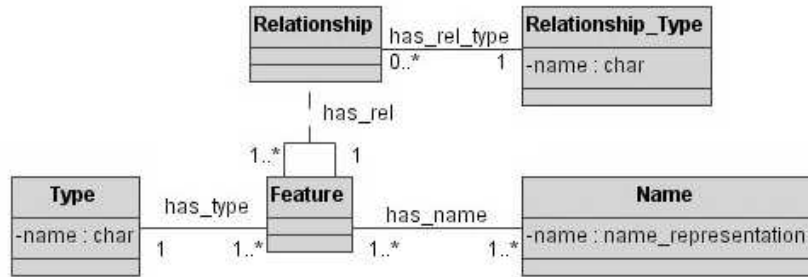 Relationship
has_rel_type
0..*
1
Relationship_Type
-name : char
has_rel
1..*
1
Type
-name : char
has_type
1
1..*
Feature
has_name
1..*
1..*
Name
-name : name_representation